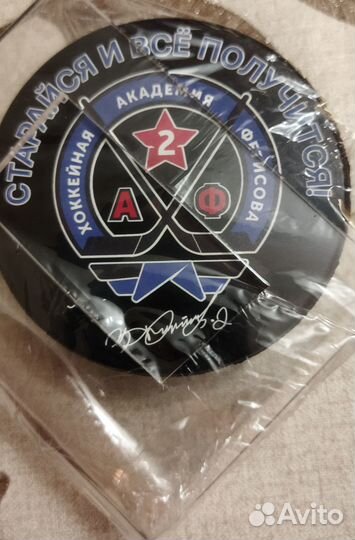 СТАРАЙСЯ И ВСЁ ПОЛУЧИТСЯ!
ХОККЕЙНАЯ АКАДЕМИЯ ФЕТИСОВА
2
А Ф
Avito